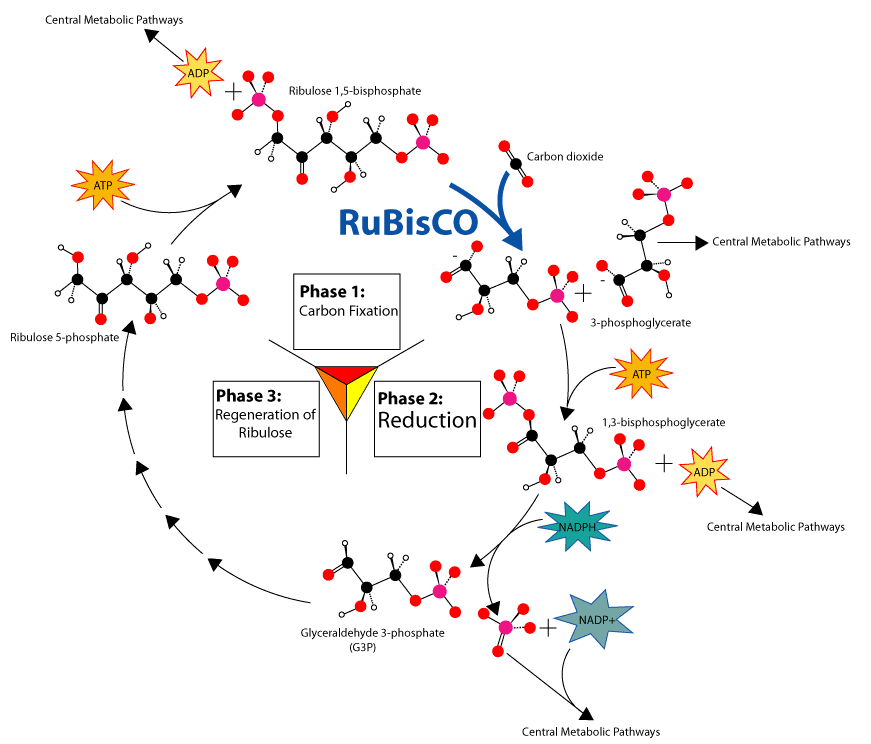 Central Metabolic Pathways
ADP
+
Ribulose 1,5-bisphosphate
Carbon dioxide
ATP
RuBisCO
Central Metabolic Pathways
-
+
-
3-phosphoglycerate
Ribulose 5-phosphate
Phase 1:
Carbon Fixation
Phase 3:
Regeneration of
Ribulose
Phase 2:
Reduction
ATP
1,3-bisphosphoglycerate
+
ADP
Central Metabolic Pathways
NADPH
Glyceraldehyde 3-phosphate
(G3P)
+
NADP+
Central Metabolic Pathways